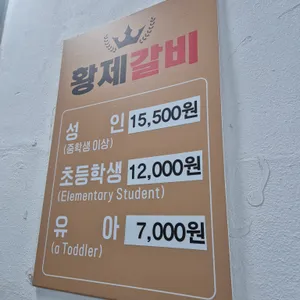 황제갈비
성 인 15,500원
(중학생 이상)
초등학생 12,000원
(Elementary Student)
유 아 7,000원
(a Toddler)